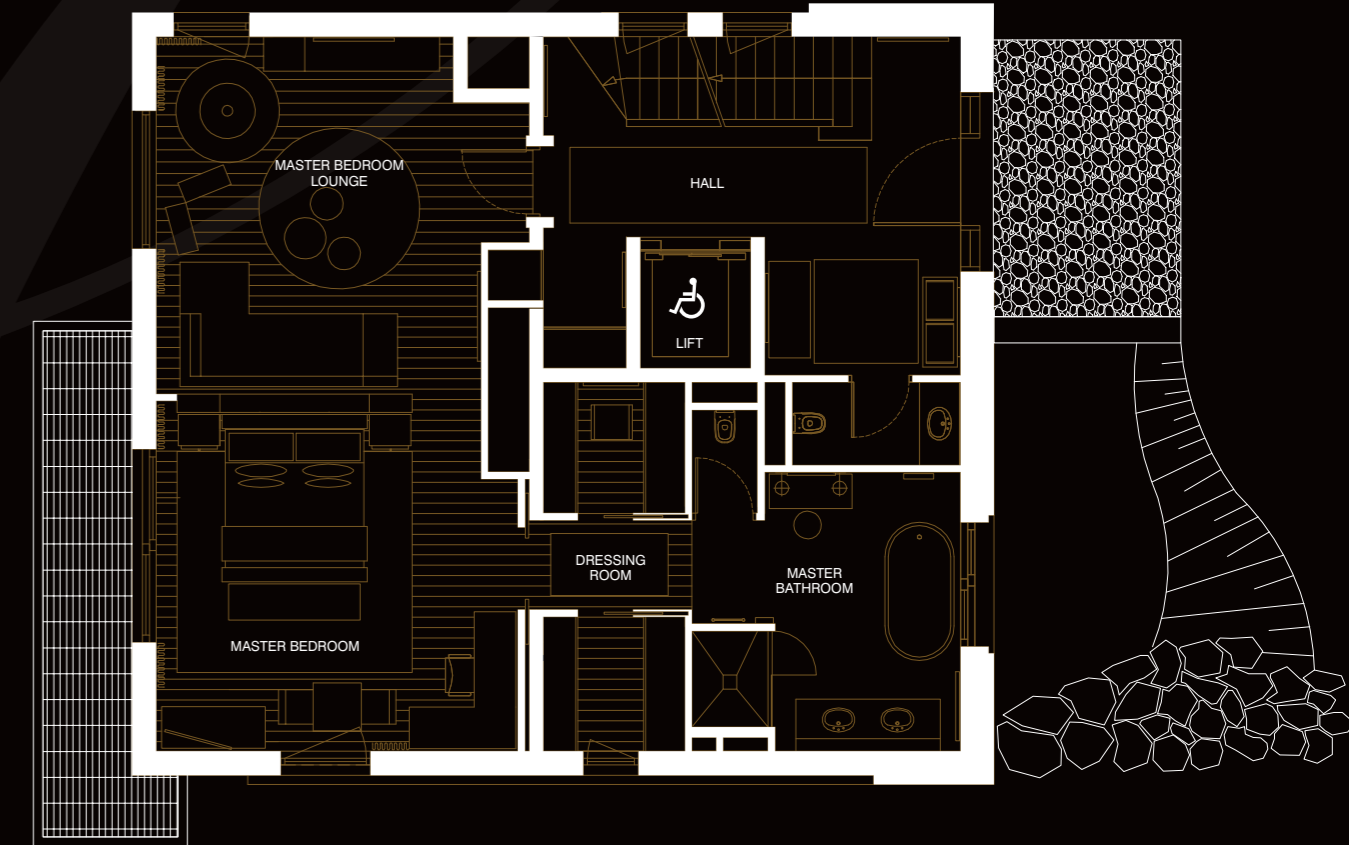 MASTER BEDROOM
LOUNGE
HALL
LIFT
DRESSING
ROOM
MASTER
BATHROOM
MASTER BEDROOM